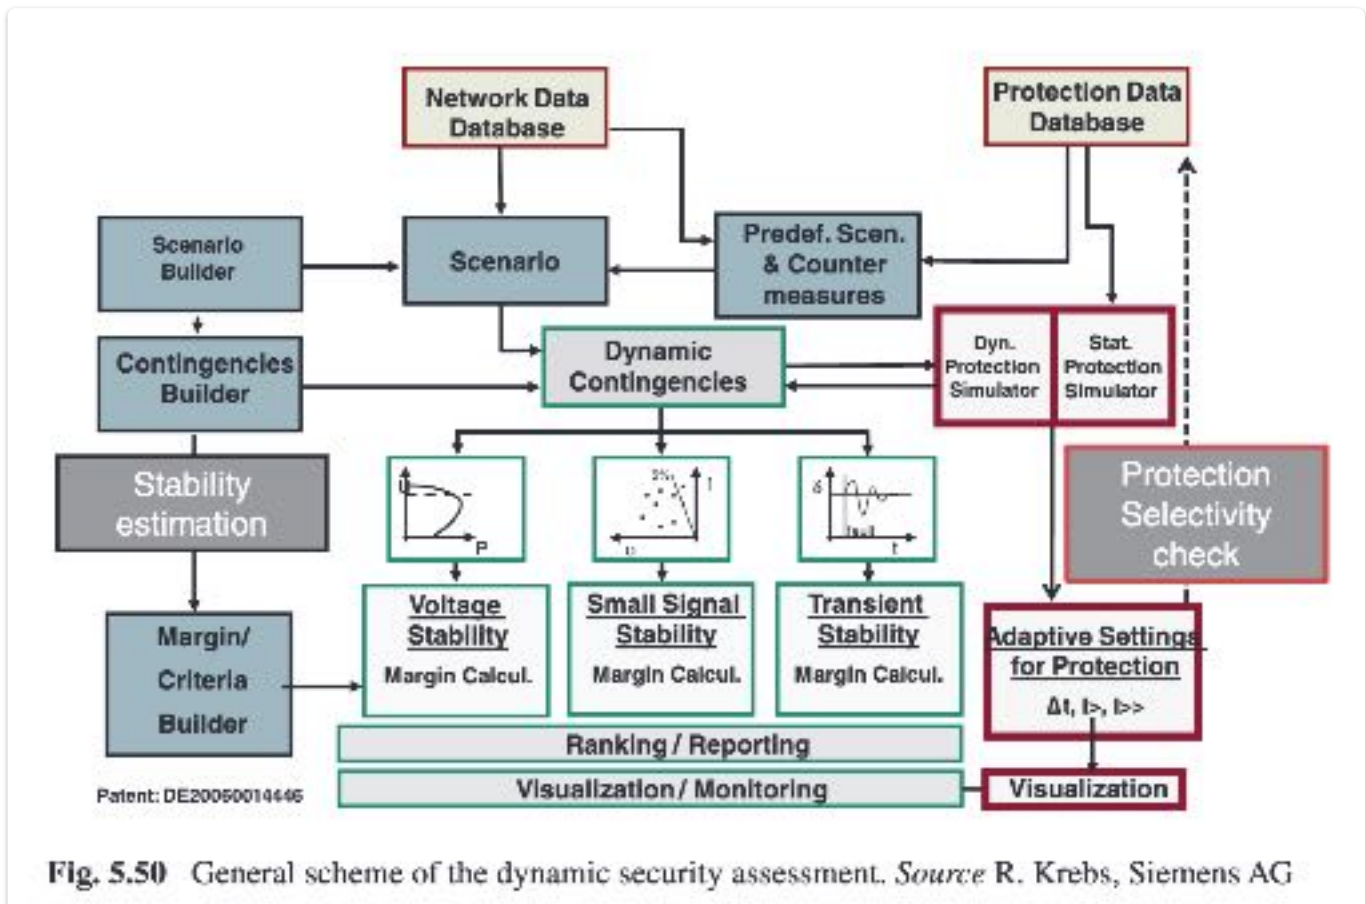 Network Data
Database
Protection Data
Database
Scenario
Builder
Scenario
Predef. Scen.
& Counter
measures
Contingencies
Builder
Dynamic
Contingencies
Dyn.
Protection
Simulator
Stat.
Protection
Simulator
Stability
estimation
Protection
Selectivity
check
U
P
5%
σ
δ
fault
t
Margin/
Criteria
Builder
Voltage
Stability
Margin Calcul.
Small Signal
Stability
Margin Calcul.
Transient
Stability
Margin Calcul.
Adaptive Settings
for Protection
Δt, I>, I>>
Ranking / Reporting
Visualization / Monitoring
Visualization
Patent: DE20060014446
Fig. 5.50 General scheme of the dynamic security assessment. Source R. Krebs, Siemens AG